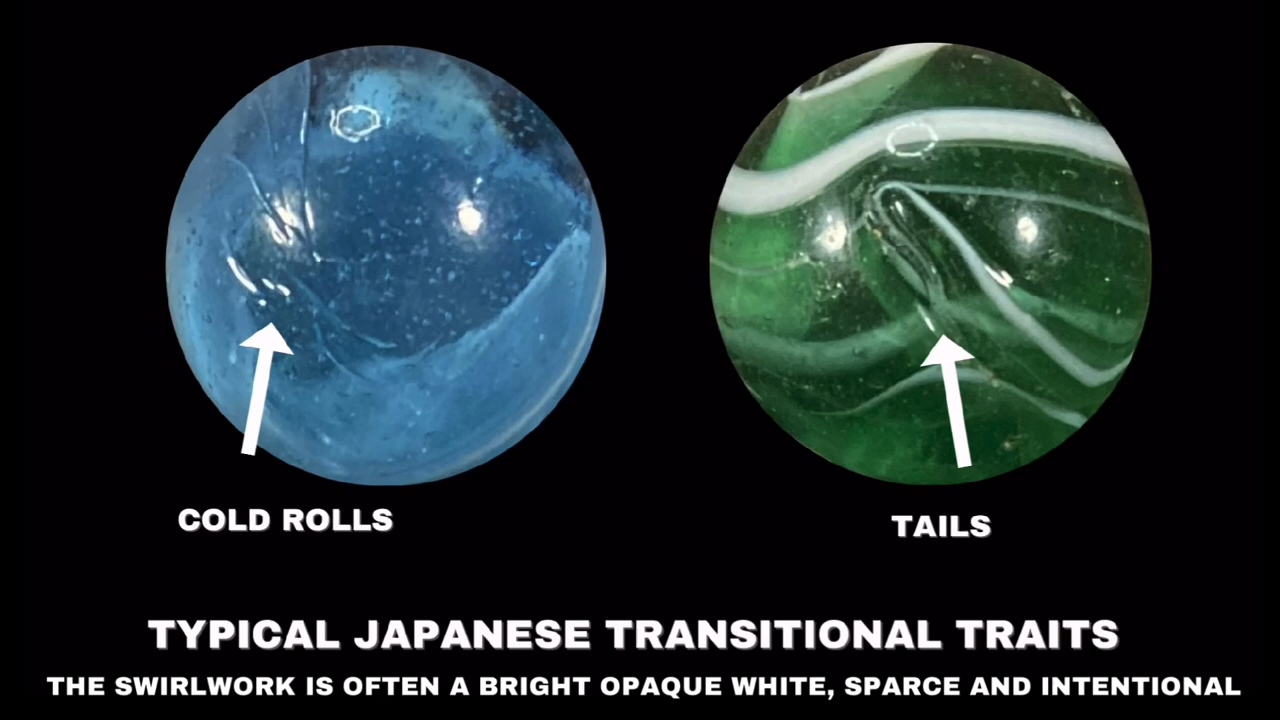 COLD ROLLS
TAILS
TYPICAL JAPANESE TRANSITIONAL TRAITS
THE SWIRLWORK IS OFTEN A BRIGHT OPAQUE WHITE, SPARCE AND INTENTIONAL